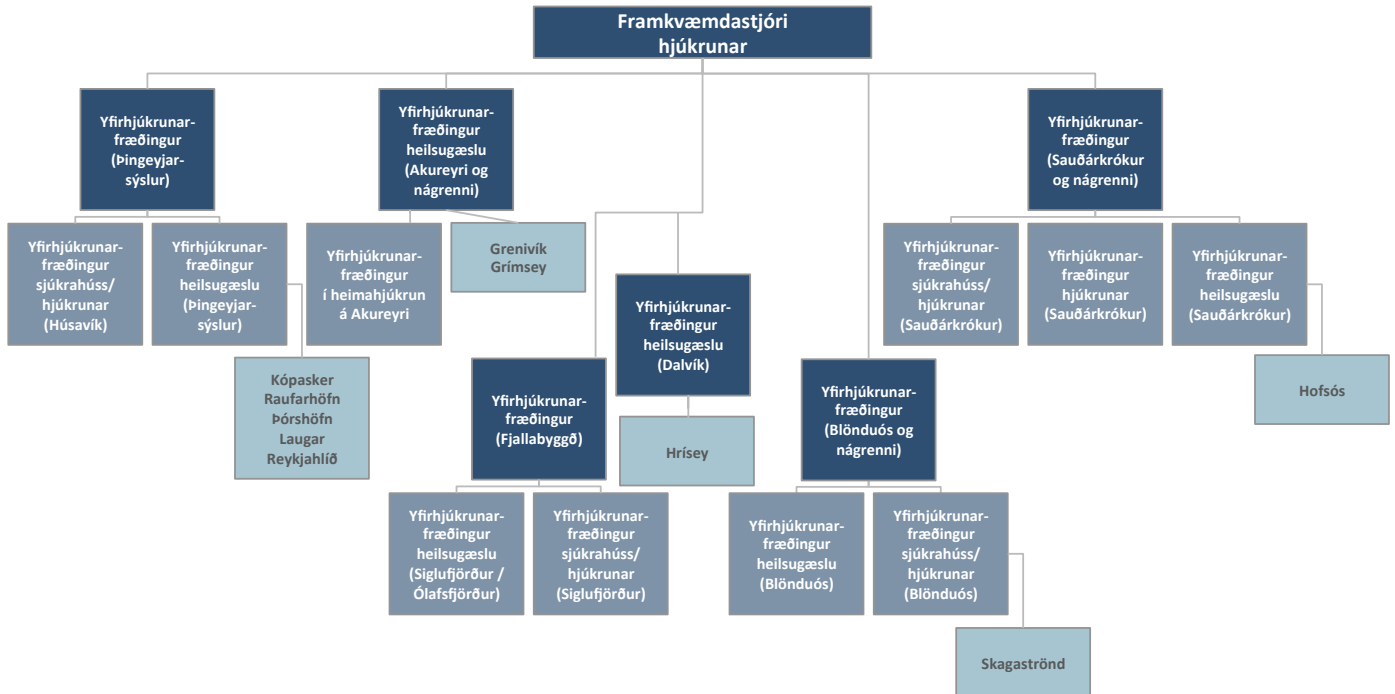 Framkvæmdastjóri
hjúkrunar
Yfirhjúkrunar-
fræðingur
(Þingeyjar-
sýslur)
Yfirhjúkrunar-
fræðingur
heilsugæslu
(Akureyri og
nágrenni)
Yfirhjúkrunar-
fræðingur
(Sauðárkrókur
og nágrenni)
Yfirhjúkrunar-
fræðingur
sjúkrahúss/
hjúkrunar
(Húsavík)
Yfirhjúkrunar-
fræðingur
heilsugæslu
(Þingeyjar-
sýslur)
Yfirhjúkrunar-
fræðingur
í heimahjúkrun
á Akureyri
Grenivík
Grímsey
Yfirhjúkrunar-
fræðingur
sjúkrahúss/
hjúkrunar
(Sauðárkrókur)
Yfirhjúkrunar-
fræðingur
hjúkrunar
(Sauðárkrókur)
Yfirhjúkrunar-
fræðingur
heilsugæslu
(Sauðárkrókur)
Yfirhjúkrunar-
fræðingur
heilsugæslu
(Dalvík)
Kópasker
Raufarhöfn
Þórshöfn
Laugar
Reykjahlíð
Yfirhjúkrunar-
fræðingur
(Fjallabyggð)
Yfirhjúkrunar-
fræðingur
(Blönduós og
nágrenni)
Hofsós
Hrísey
Yfirhjúkrunar-
fræðingur
heilsugæslu
(Siglufjörður /
Ólafsfjörður)
Yfirhjúkrunar-
fræðingur
sjúkrahúss/
hjúkrunar
(Siglufjörður)
Yfirhjúkrunar-
fræðingur
heilsugæslu
(Blönduós)
Yfirhjúkrunar-
fræðingur
sjúkrahúss/
hjúkrunar
(Blönduós)
Skagaströnd